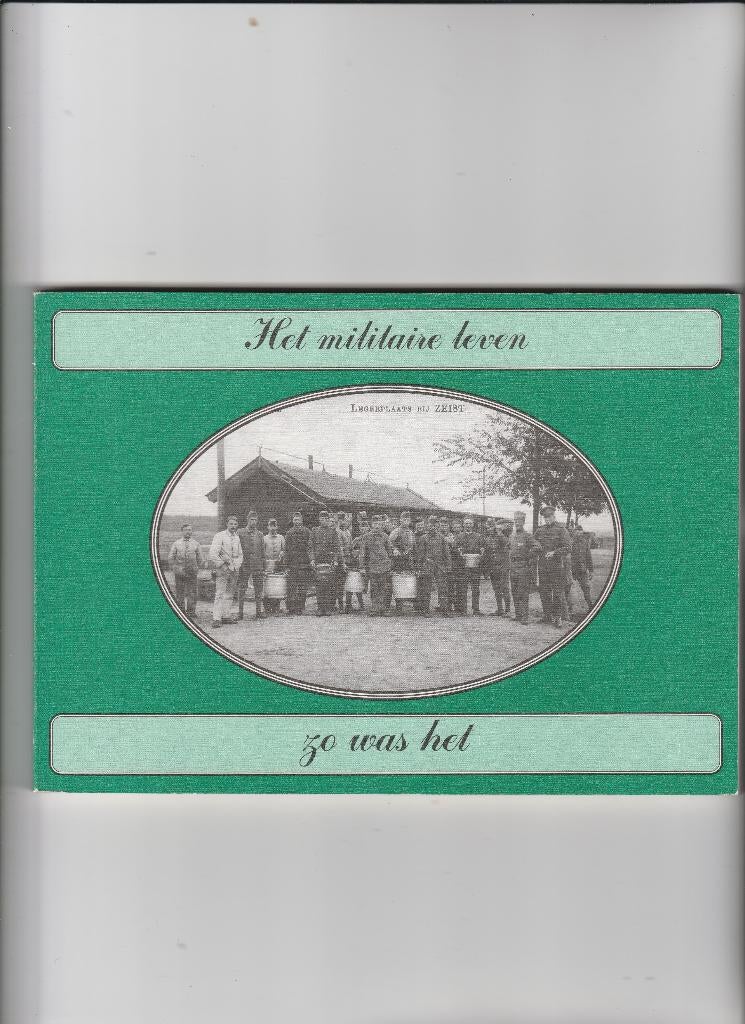 Het militaire leven
LEGERPLAATS BIJ ZEIST
zo was het